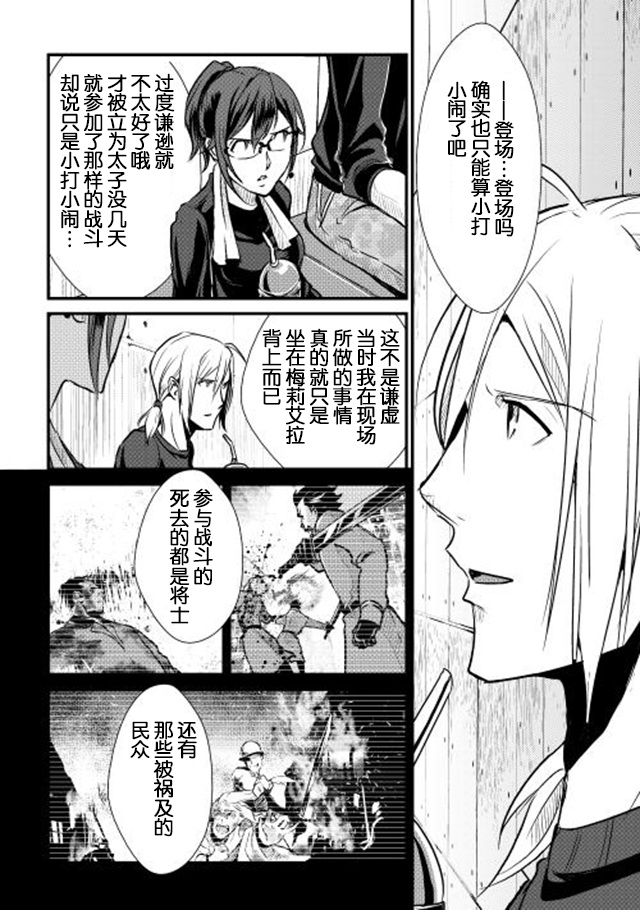 ——登场…登场吗
确实也只能算小打
小闹了吧
过度谦逊就
不太好了哦
才被立为太子没几天
就参加了那样的战斗
却说只是小打小闹…
这不是谦虚
当时我在现场
所做的事情
真的就只是
坐在梅莉艾拉
背上而已
参与战斗的
死去的都是将士
还有
那些被祸及的
民众